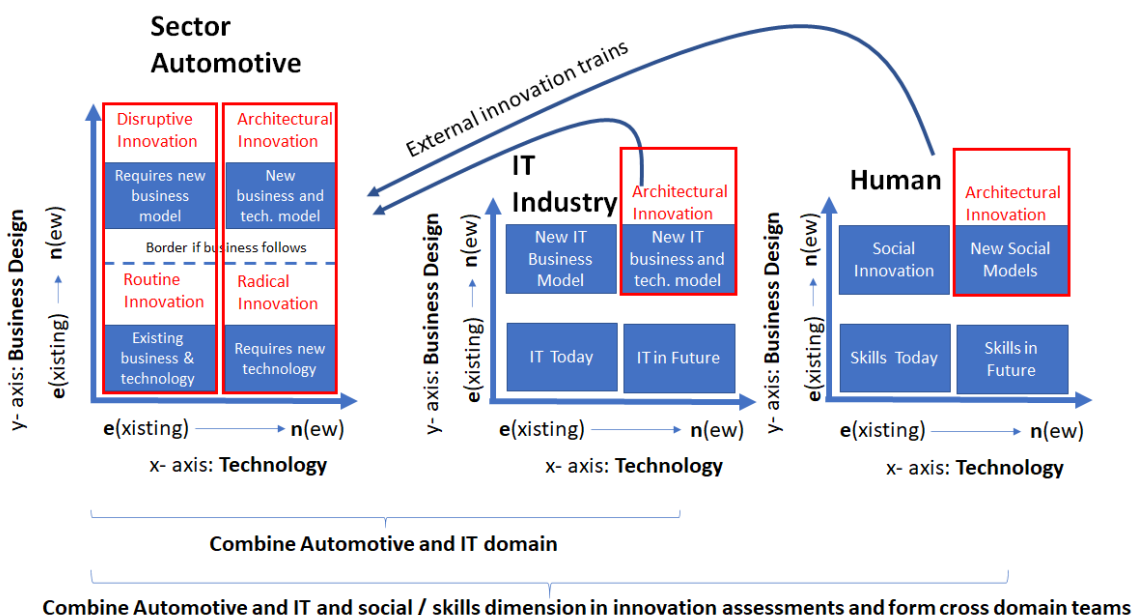 Sector
Automotive
Disruptive
Innovation
Architectural
Innovation
Requires new
business
model
New
business and
tech. model
Border if business follows
Routine
Innovation
Radical
Innovation
Existing
business &
technology
Requires new
technology
y- axis: Business Design
e(xisting) n(ew)
e(xisting) n(ew)
x- axis: Technology
External innovation trains
IT
Industry
Architectural
Innovation
New IT
Business
Model
New IT
business and
tech. model
IT Today
IT in Future
y- axis: Business Design
e(xisting) n(ew)
e(xisting) n(ew)
x- axis: Technology
Human
Architectural
Innovation
Social
Innovation
New Social
Models
Skills Today
Skills in
Future
y- axis: Business Design
e(xisting) n(ew)
e(xisting) n(ew)
x- axis: Technology
Combine Automotive and IT domain
Combine Automotive and IT and social / skills dimension in innovation assessments and form cross domain teams